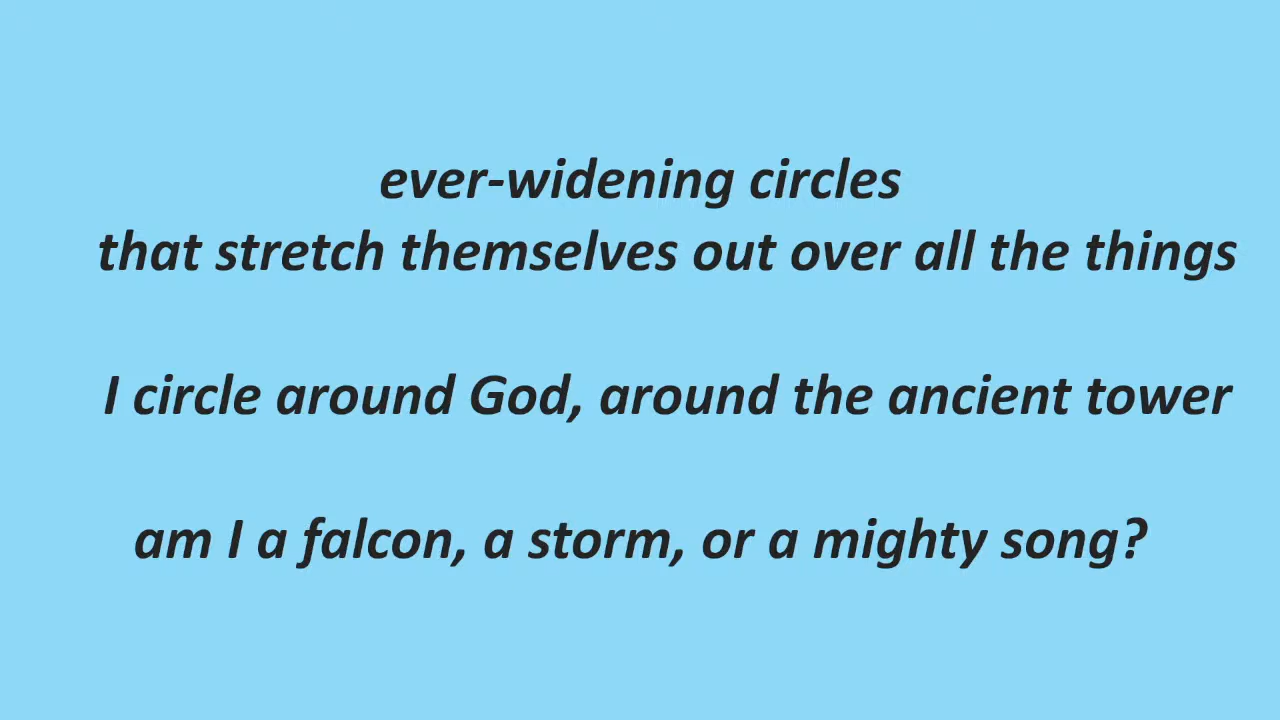 ever-widening circles
that stretch themselves out over all the things
I circle around God, around the ancient tower
am I a falcon, a storm, or a mighty song?